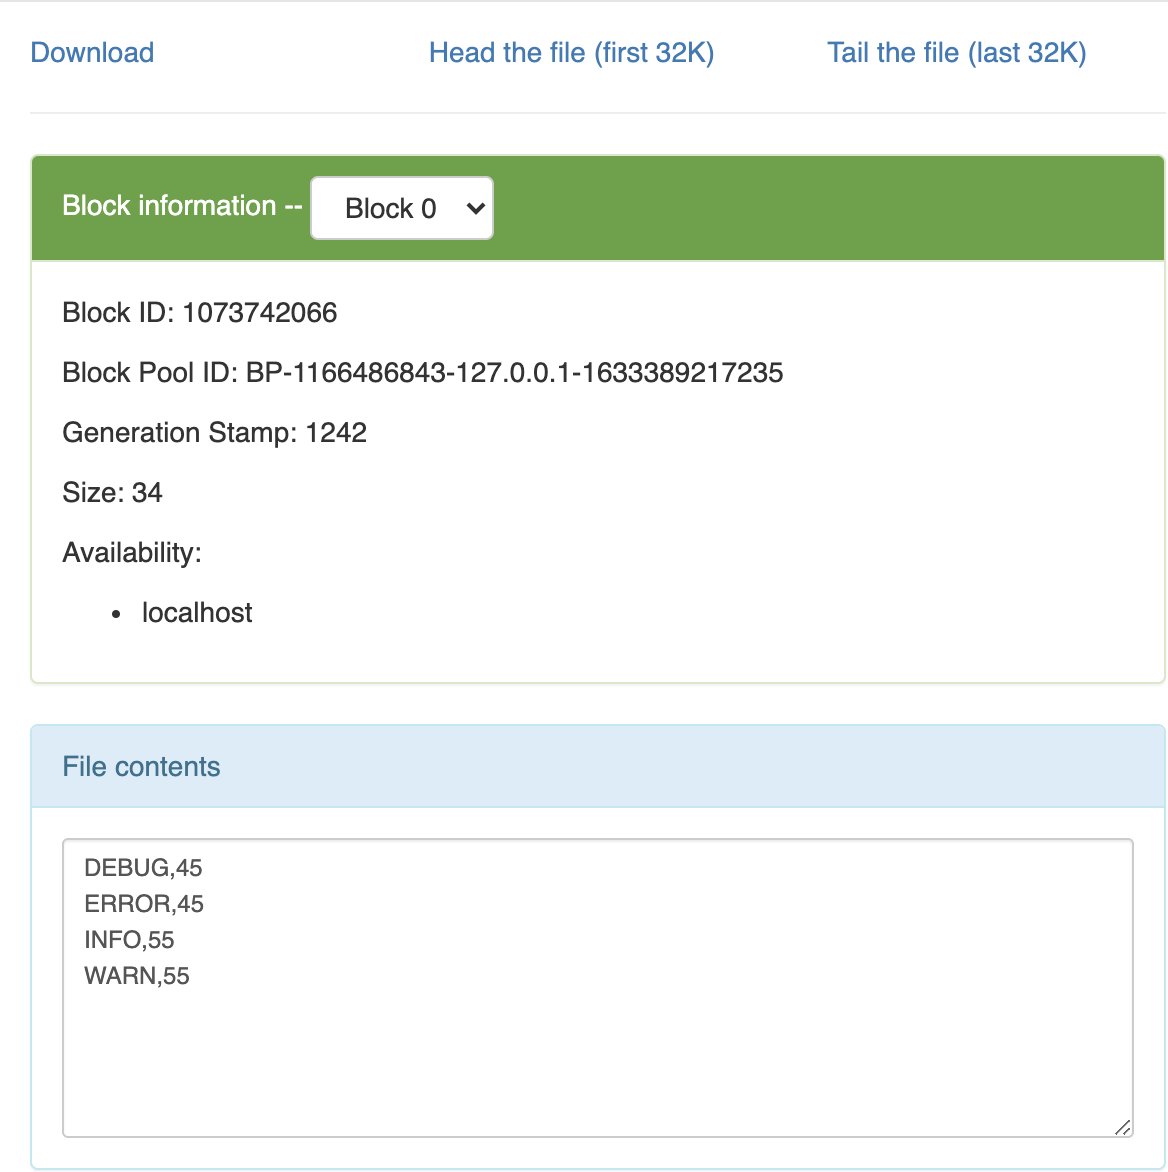 Download
Head the file (first 32K)
Tail the file (last 32K)
Block information -- Block 0
Block ID: 1073742066
Block Pool ID: BP-1166486843-127.0.0.1-1633389217235
Generation Stamp: 1242
Size: 34
Availability:
• localhost
File contents
DEBUG,45
ERROR,45
INFO,55
WARN,55